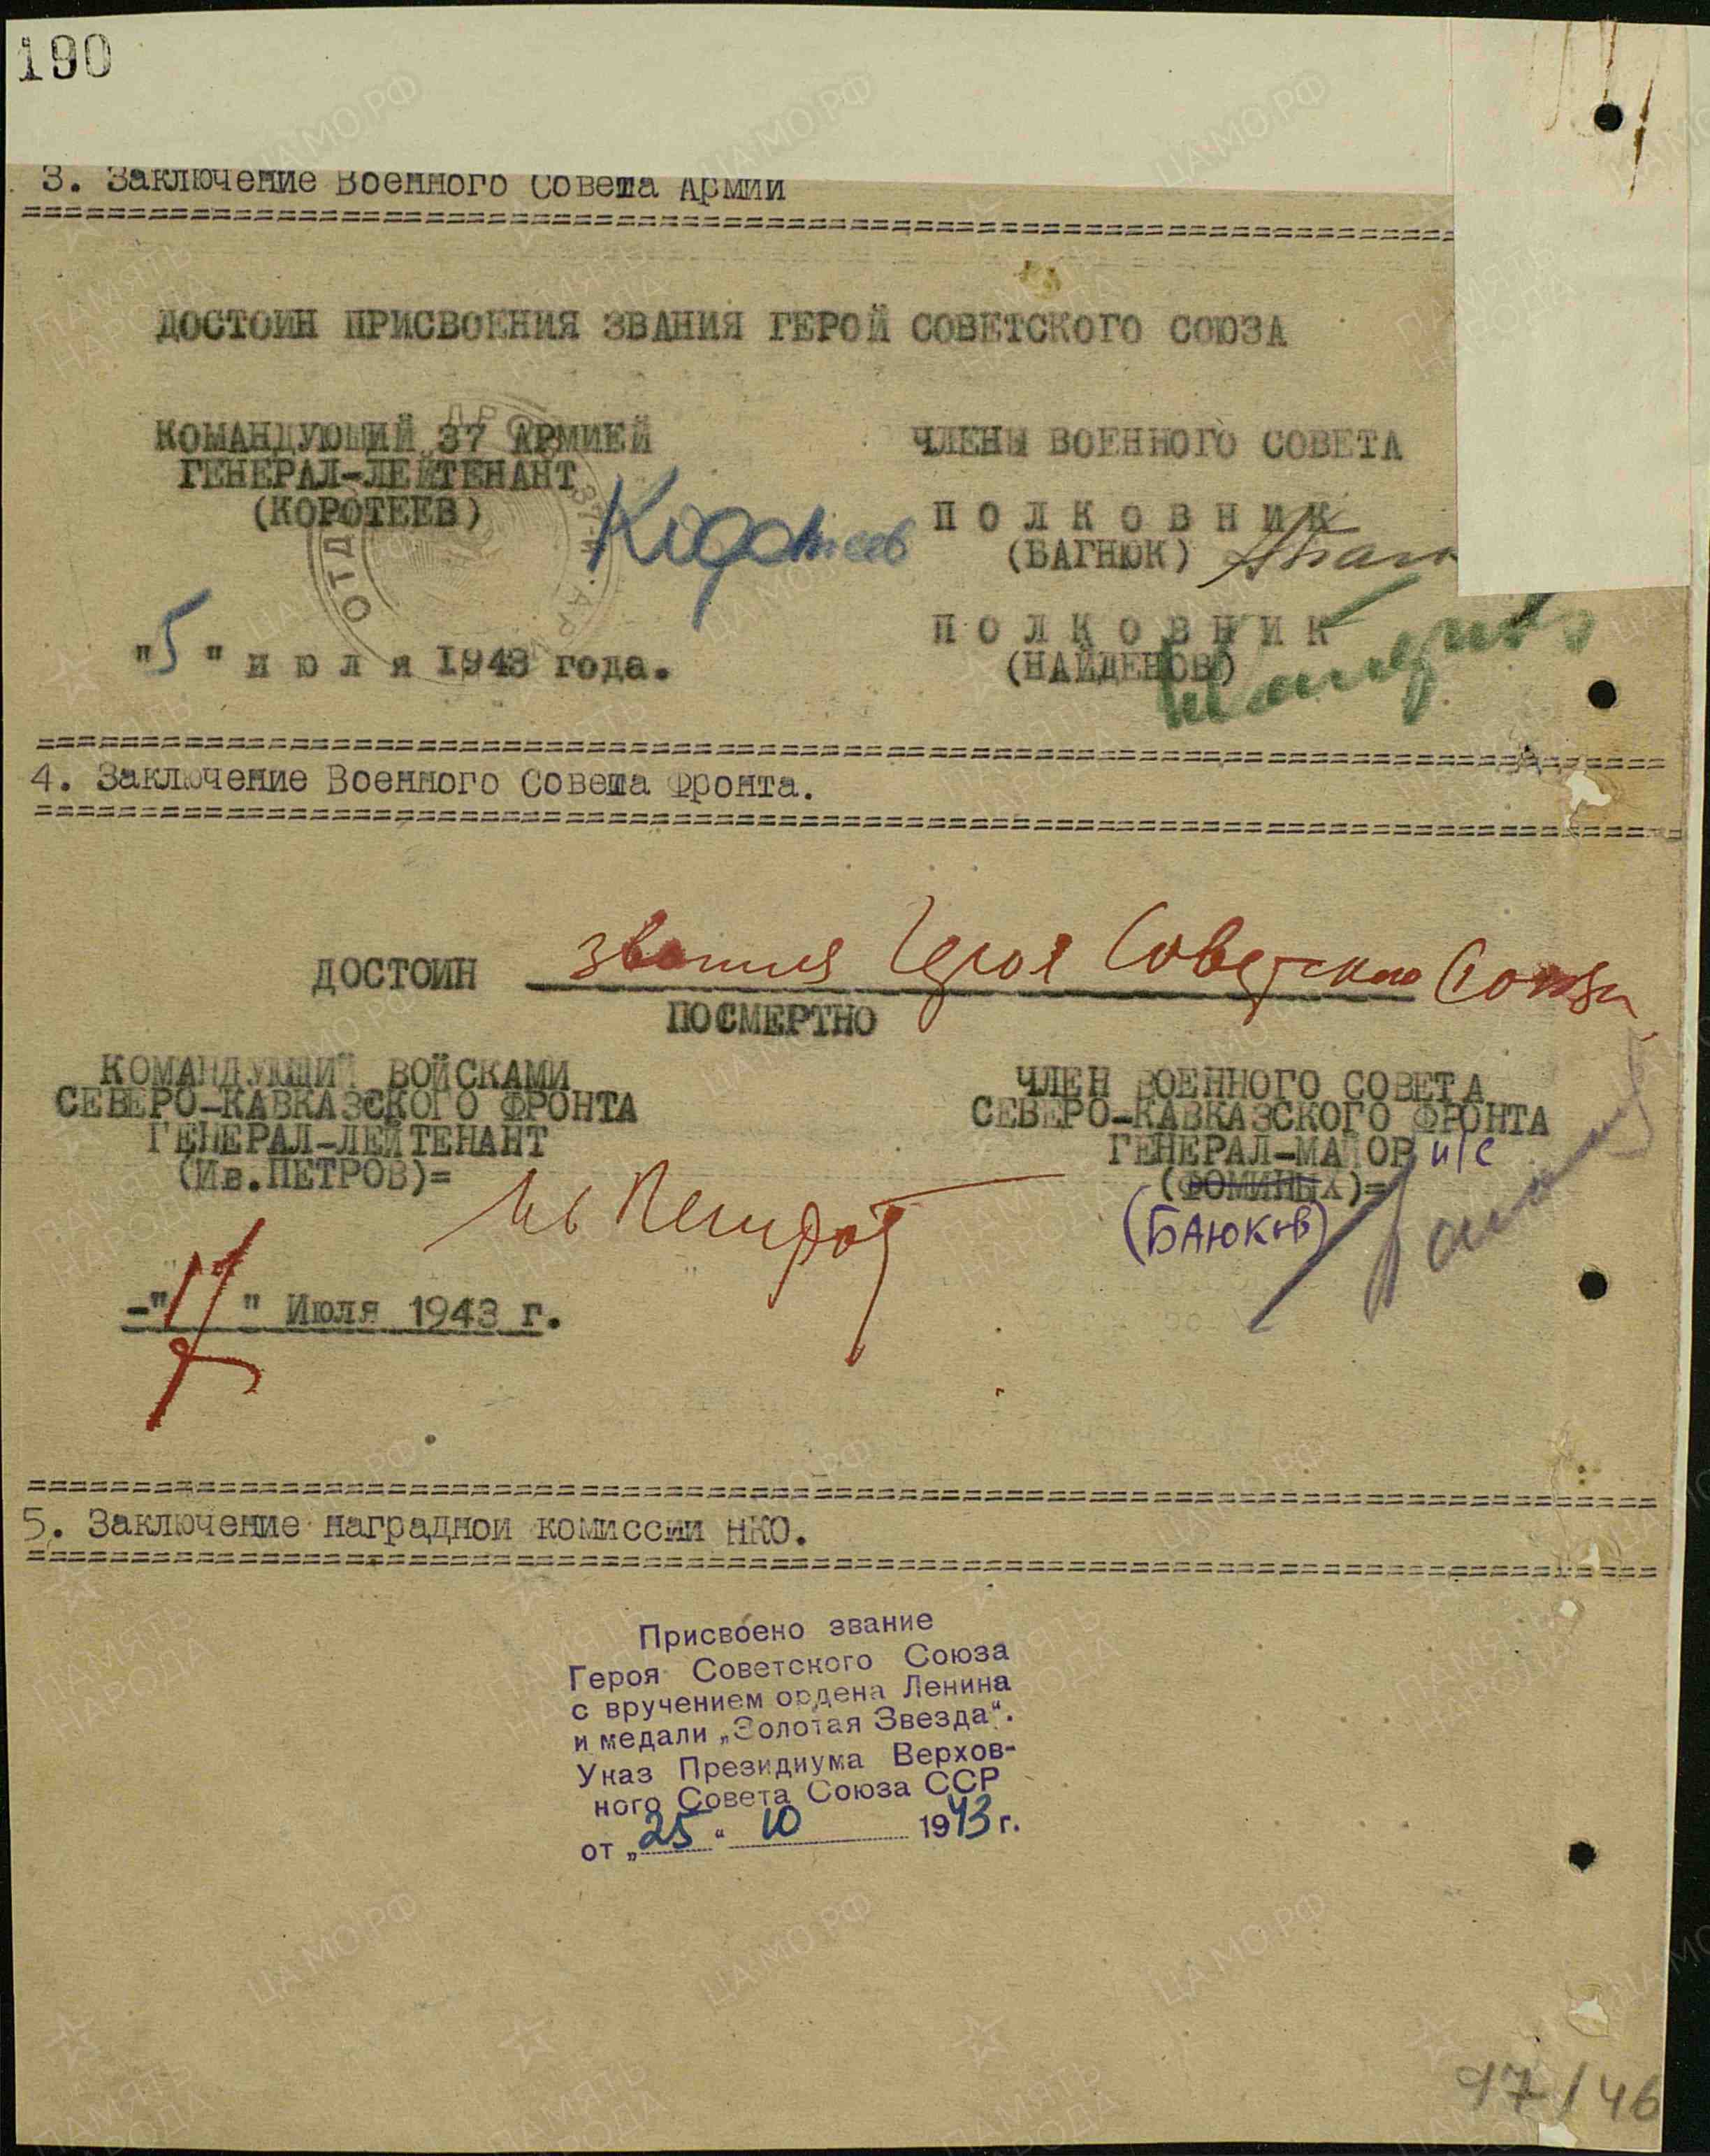 190
3. Заключение Военного Совета Армии
ДОСТОИН ПРИСВОЕНИЯ ЗВАНИЯ ГЕРОЙ СОВЕТСКОГО СОЮЗА
КОМАНДУЮЩИЙ 37 АРМИЕЙ
ГЕНЕРАЛ-ЛЕЙТЕНАНТ
(КОРОТЕЕВ)
Коротеев
ЧЛЕНЫ ВОЕННОГО СОВЕТА
ПОЛКОВНИК
(БАГНЮК)
ПОЛКОВНИК
(НАЙДЕНОВ)
"5" июля 1943 года.
4. Заключение Военного Совета Фронта.
ДОСТОИН звания Героя Советского Союза
ПОСМЕРТНО
КОМАНДУЮЩИЙ ВОЙСКАМИ
СЕВЕРО-КАВКАЗСКОГО ФРОНТА
ГЕНЕРАЛ-ЛЕЙТЕНАНТ
(Ив.ПЕТРОВ)=
Ив Петров
ЧЛЕН ВОЕННОГО СОВЕТА
СЕВЕРО-КАВКАЗСКОГО ФРОНТА
ГЕНЕРАЛ-МАЙОР и/с
(ФОМИНЫХ)=
(БАЮКОВ)
-"17" Июля 1943 г.
5. Заключение наградной комиссии НКО.
Присвоено звание
Героя Советского Союза
с вручением ордена Ленина
и медали „Золотая Звезда“.
Указ Президиума Верхов-
ного Совета Союза ССР
от „25“ 10 1943 г.
97/46